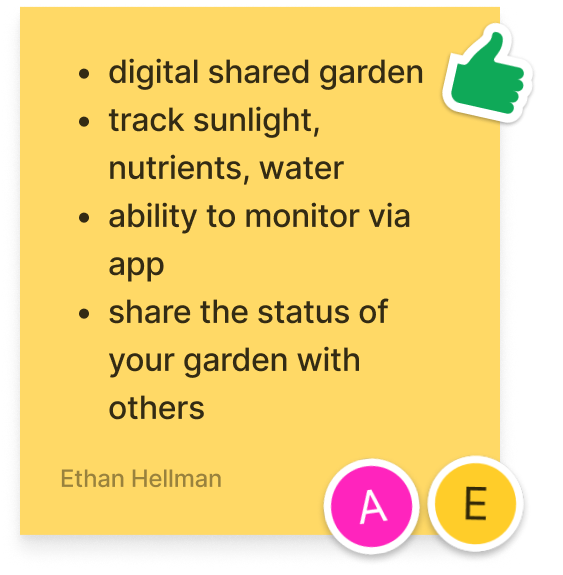 • digital shared garden
• track sunlight,
nutrients, water
• ability to monitor via
app
• share the status of
your garden with
others
Ethan Hellman
A
E